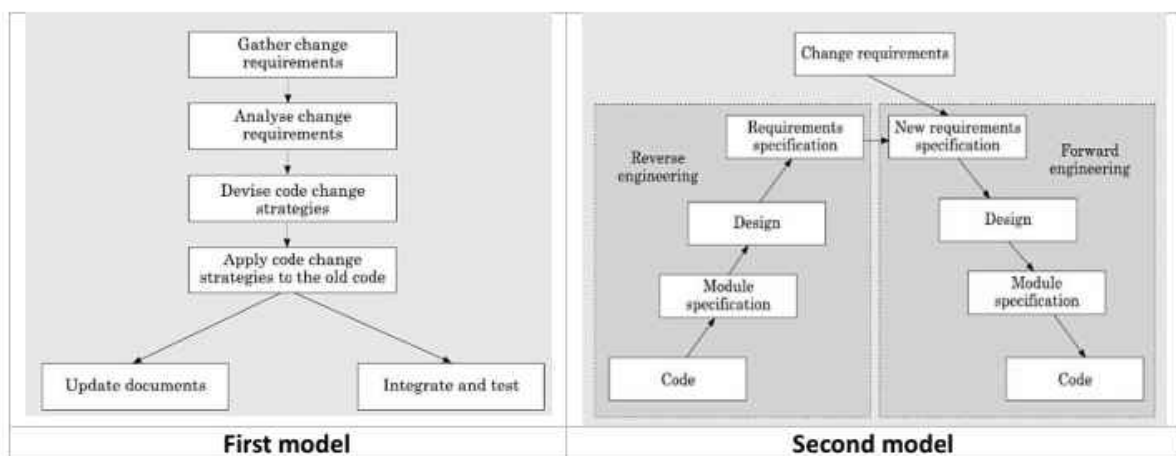 Gather change
requirements
Analyse change
requirements
Devise code change
strategies
Apply code change
strategies to the old code
Update documents
Integrate and test
First model
Change requirements
Reverse
engineering
Requirements
specification
Design
Module
specification
Code
New requirements
specification
Forward
engineering
Design
Module
specification
Code
Second model